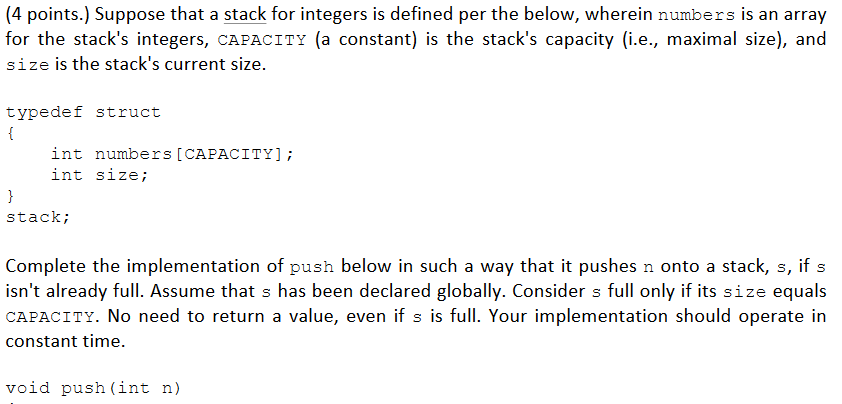 (4 points.) Suppose that a stack for integers is defined per the below, wherein numbers is an array
for the stack's integers, CAPACITY (a constant) is the stack's capacity (i.e., maximal size), and
size is the stack's current size.
typedef struct
{
    int numbers[CAPACITY];
    int size;
}
stack;
Complete the implementation of push below in such a way that it pushes n onto a stack, s, if s
isn't already full. Assume that s has been declared globally. Consider s full only if its size equals
CAPACITY. No need to return a value, even if s is full. Your implementation should operate in
constant time.
void push(int n)